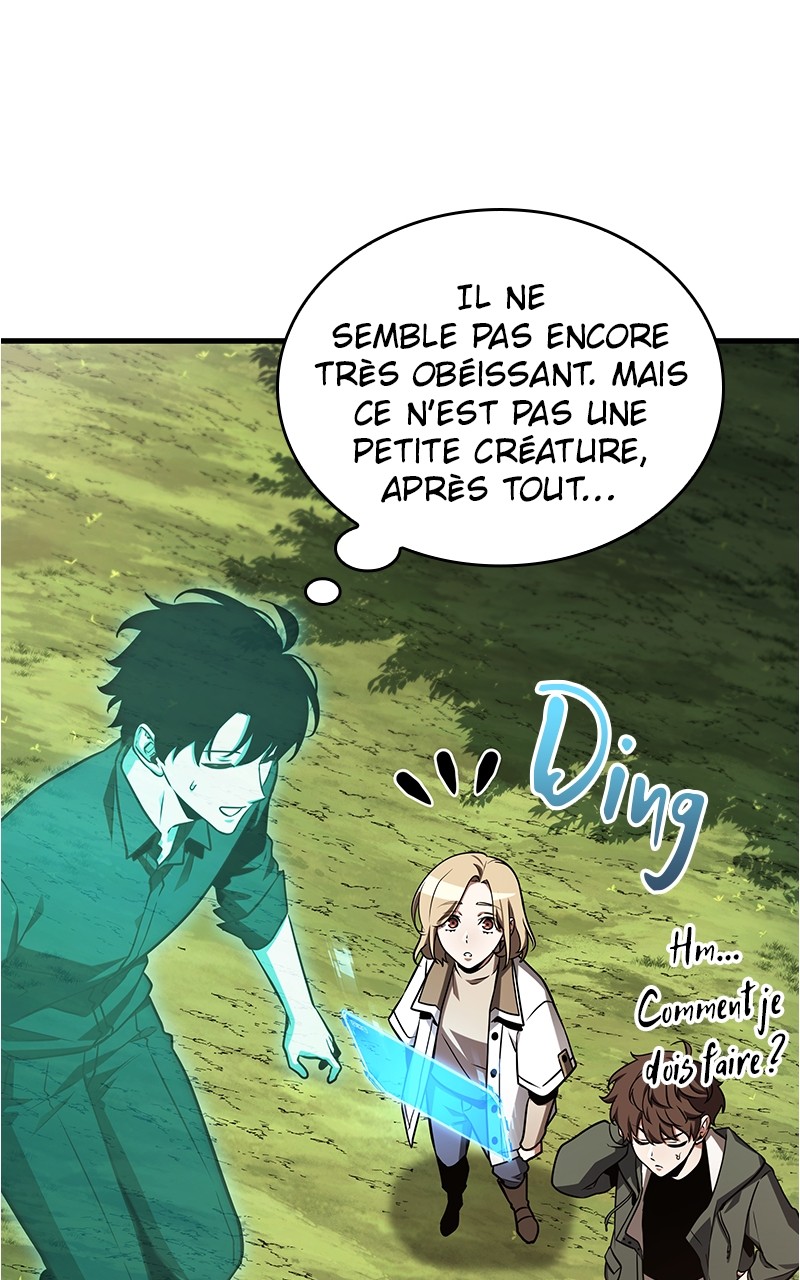 IL NE
SEMBLE PAS ENCORE
TRÈS OBÉISSANT. MAIS
CE N'EST PAS UNE
PETITE CRÉATURE,
APRÈS TOUT...
Ding
Hm...
Comment je
dois faire?